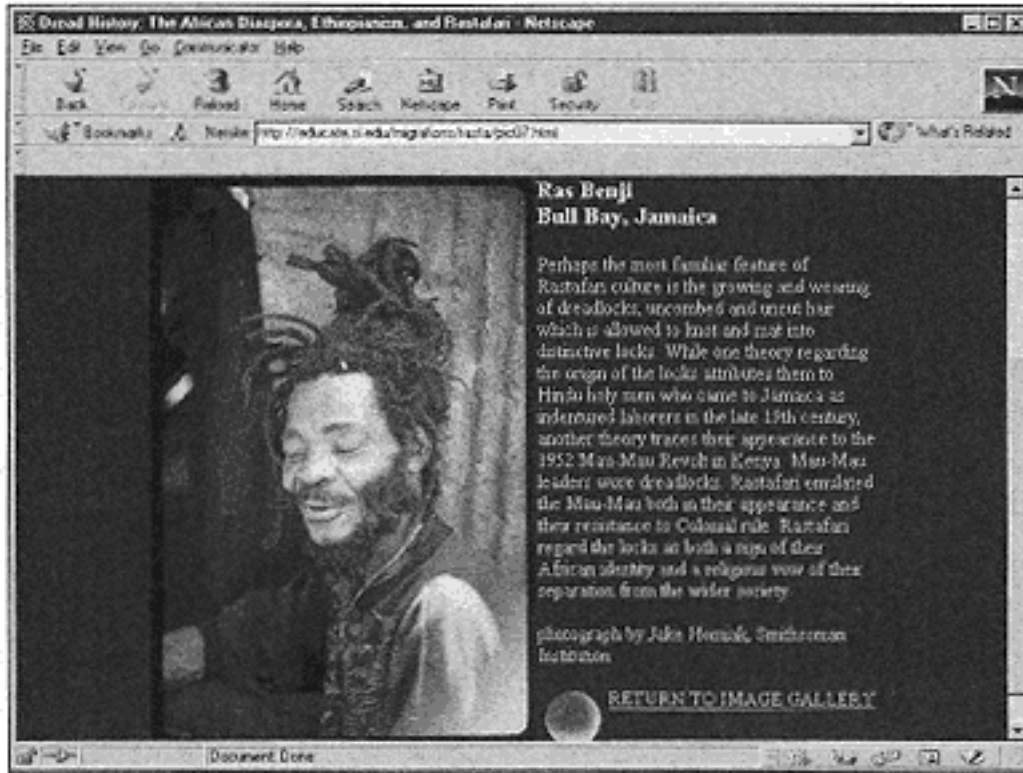 Dread History: The African Diaspora, Ethiopianism, and Rastafari - Netscape
File Edit View Go Communicator Help
Back Reload Home Search Netscape Print Security
Bookmarks Netsite: http://educate.si.edu/migrations/rasta/pic07.html What's Related
Ras Benji
Bull Bay, Jamaica
Perhaps the most familiar feature of
Rastafari culture is the growing and wearing
of dreadlocks, uncombed and uncut hair
which is allowed to knot and mat into
distinctive locks. While one theory regarding
the origin of the locks attributes them to
Hindu holy men who came to Jamaica as
indentured laborers in the late 19th century,
another theory traces their appearance to the
1952 Mau-Mau Revolt in Kenya. Mau-Mau
leaders wore dreadlocks. Rastafari emulated
the Mau-Mau both in their appearance and
their resistance to Colonial rule. Rastafari
regard the locks as both a sign of their
African identity and a religious vow of their
separation from the wider society.
photograph by Jake Homiak, Smithsonian
Institution
RETURN TO IMAGE GALLERY
Document: Done